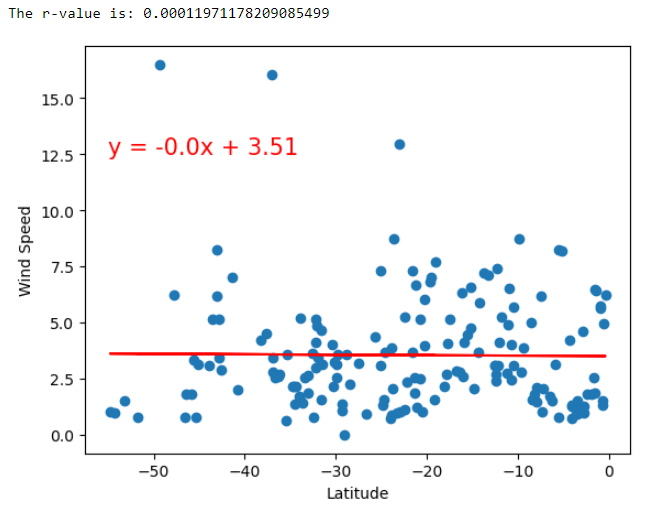 The r-value is: 0.00011971178209085499
15.0
y = -0.0x + 3.51
12.5
10.0
Wind Speed
7.5
5.0
2.5
0.0
−50 −40 −30 −20 −10 0
Latitude